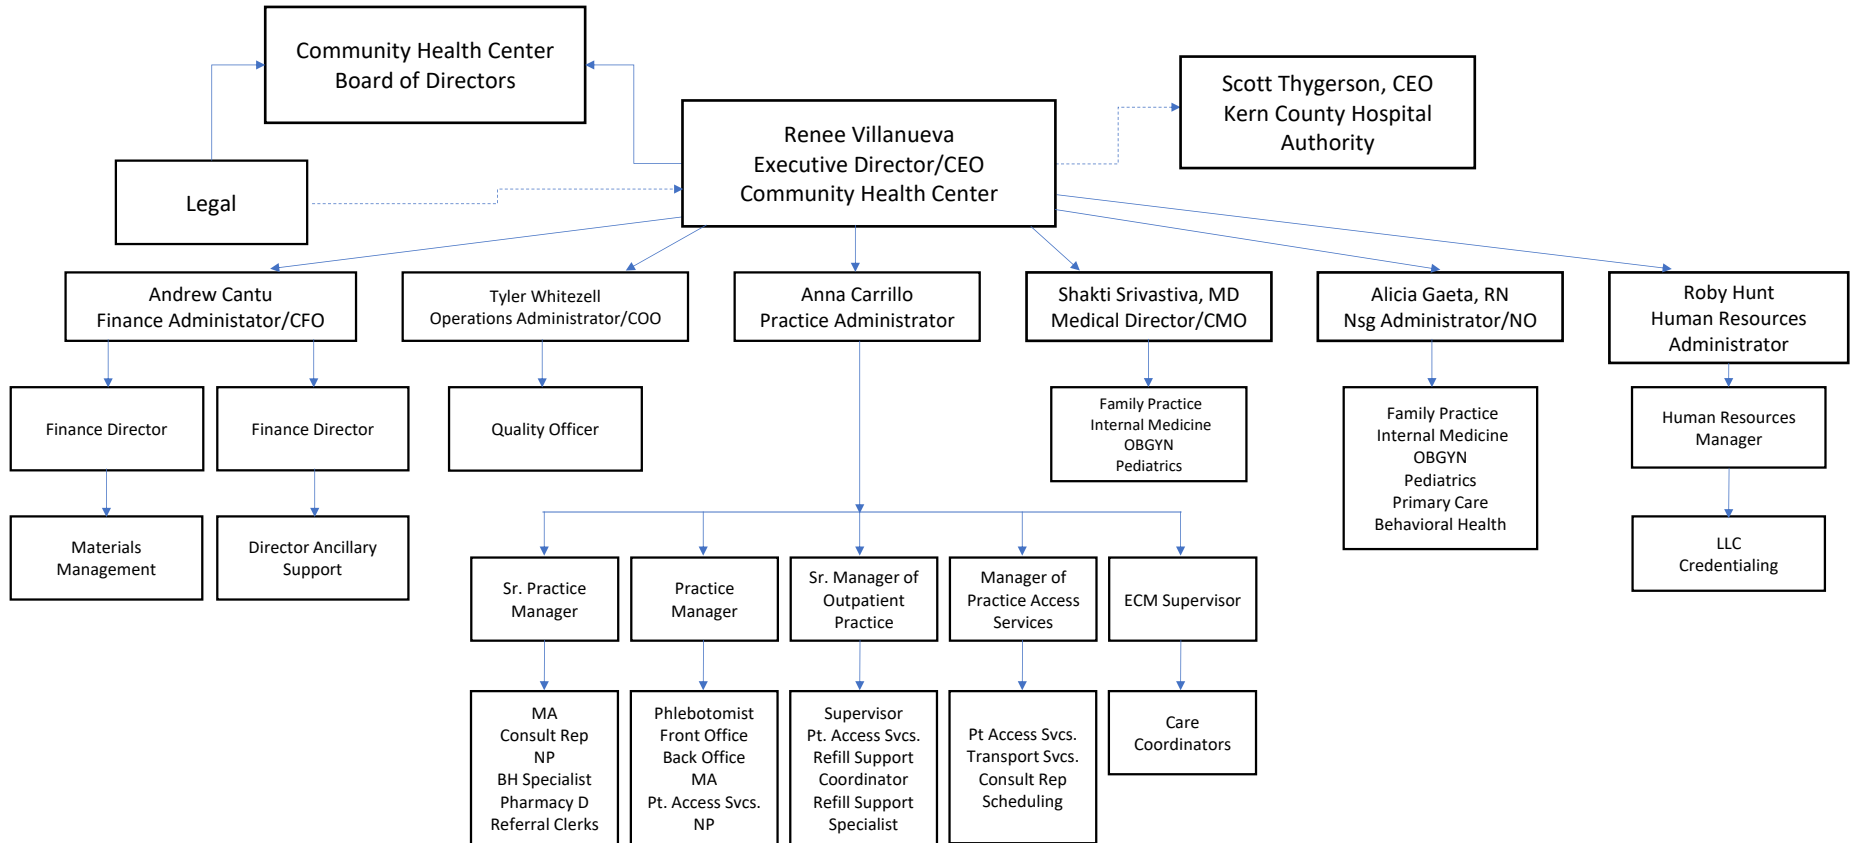 Community Health Center
Board of Directors
Scott Thygerson, CEO
Kern County Hospital
Authority
Renee Villanueva
Executive Director/CEO
Community Health Center
Legal
Andrew Cantu
Finance Administator/CFO
Tyler Whitezell
Operations Administrator/COO
Anna Carrillo
Practice Administrator
Shakti Srivastiva, MD
Medical Director/CMO
Alicia Gaeta, RN
Nsg Administrator/NO
Roby Hunt
Human Resources
Administrator
Finance Director
Finance Director
Quality Officer
Family Practice
Internal Medicine
OBGYN
Pediatrics
Family Practice
Internal Medicine
OBGYN
Pediatrics
Primary Care
Behavioral Health
Human Resources
Manager
Materials
Management
Director Ancillary
Support
LLC
Credentialing
Sr. Practice
Manager
Practice
Manager
Sr. Manager of
Outpatient
Practice
Manager of
Practice Access
Services
ECM Supervisor
MA
Consult Rep
NP
BH Specialist
Pharmacy D
Referral Clerks
Phlebotomist
Front Office
Back Office
MA
Pt. Access Svcs.
NP
Supervisor
Pt. Access Svcs.
Refill Support
Coordinator
Refill Support
Specialist
Pt Access Svcs.
Transport Svcs.
Consult Rep
Scheduling
Care
Coordinators